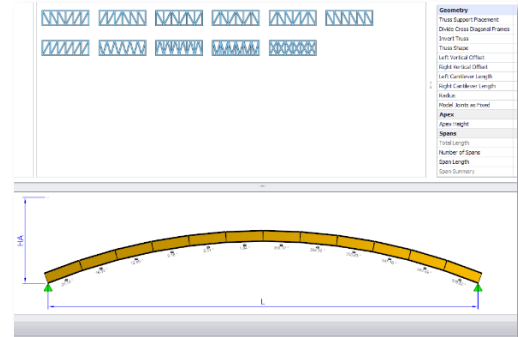 Geometry
Truss Support Placement
Divide Cross Diagonal Frames
Invert Truss
Truss Shape
Left Vertical Offset
Right Vertical Offset
Left Cantilever Length
Right Cantilever Length
Radius
Model Joints as Fixed
Apex
Apex Height
Spans
Total Length
Number of Spans
Span Length
Span Summary
HA
L